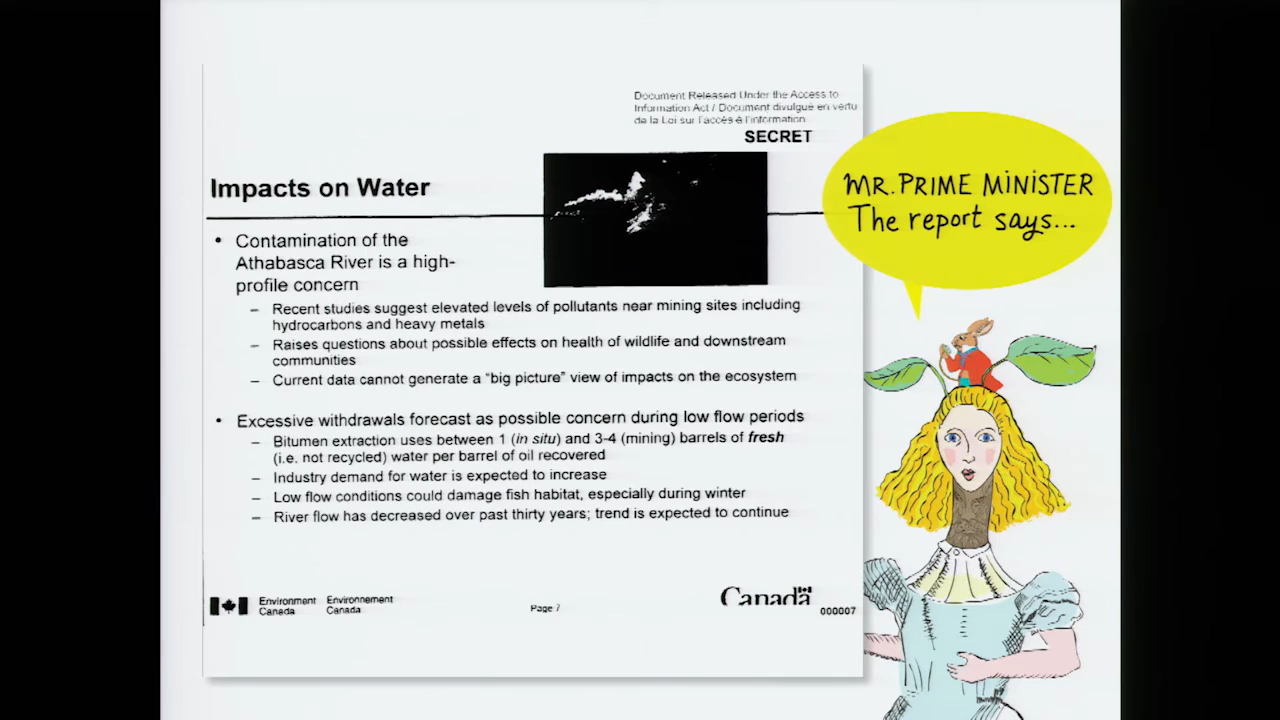 Document Released Under the Access to
Information Act / Document divulgué en vertu
de la Loi sur l'accès à l'information
SECRET
Impacts on Water
• Contamination of the
Athabasca River is a high-
profile concern
– Recent studies suggest elevated levels of pollutants near mining sites including
hydrocarbons and heavy metals
– Raises questions about possible effects on health of wildlife and downstream
communities
– Current data cannot generate a "big picture" view of impacts on the ecosystem
• Excessive withdrawals forecast as possible concern during low flow periods
– Bitumen extraction uses between 1 (in situ) and 3-4 (mining) barrels of fresh
(i.e. not recycled) water per barrel of oil recovered
– Industry demand for water is expected to increase
– Low flow conditions could damage fish habitat, especially during winter
– River flow has decreased over past thirty years; trend is expected to continue
Environment Environnement
Canada Canada
Page 7
Canada
000007
MR. PRIME MINISTER
The report says...